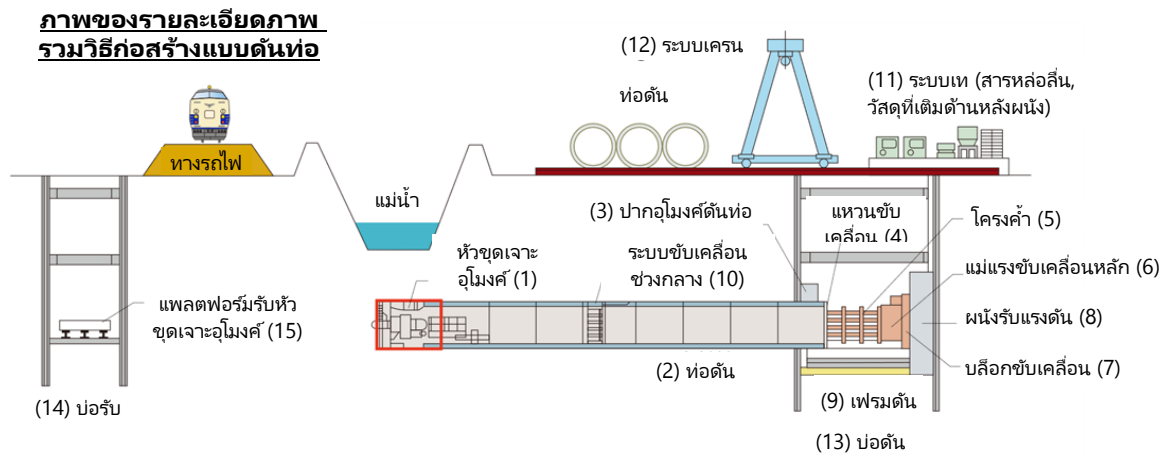 ภาพของรายละเอียดภาพ
รวมวิธีก่อสร้างแบบดันท่อ
(12) ระบบเครน
ท่อดัน
(11) ระบบเท (สารหล่อลื่น,
วัสดุที่เติมด้านหลังผนัง)
ทางรถไฟ
แม่น้ำ
(3) ปากอุโมงค์ดันท่อ
แหวนขับ
เคลื่อน (4)
โครงค้ำ (5)
หัวขุดเจาะ
อุโมงค์ (1)
ระบบขับเคลื่อน
ช่วงกลาง (10)
แม่แรงขับเคลื่อนหลัก (6)
แพลตฟอร์มรับหัว
ขุดเจาะอุโมงค์ (15)
ผนังรับแรงดัน (8)
(2) ท่อดัน
บล็อกขับเคลื่อน (7)
(14) บ่อรับ
(9) เฟรมดัน
(13) บ่อดัน